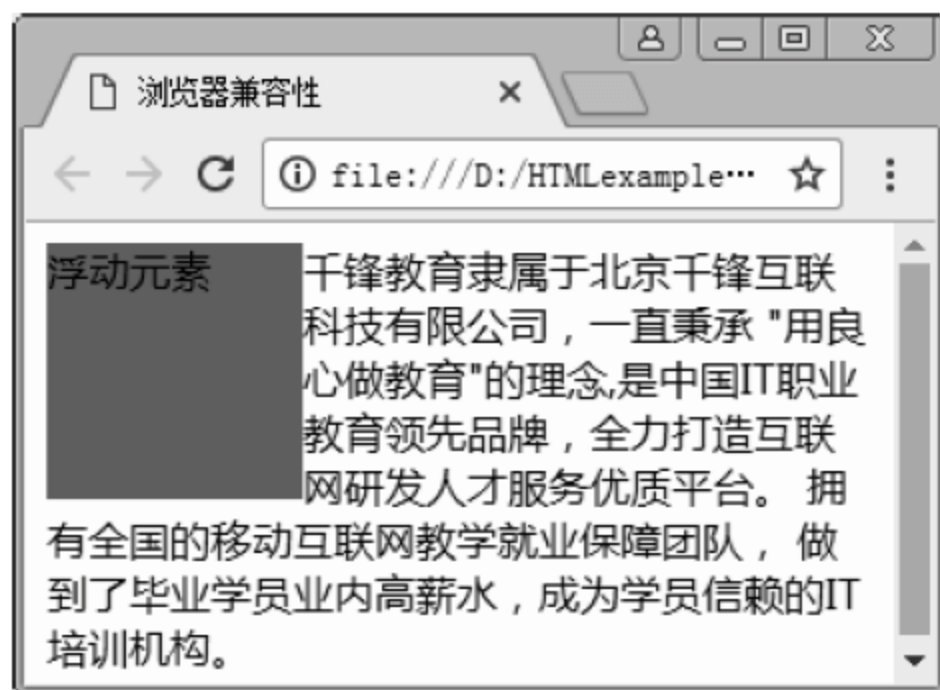 浏览器兼容性
file:///D:/HTMLexample…
浮动元素
千锋教育隶属于北京千锋互联
科技有限公司，一直秉承 "用良
心做教育"的理念,是中国IT职业
教育领先品牌，全力打造互联
网研发人才服务优质平台。 拥
有全国的移动互联网教学就业保障团队， 做
到了毕业学员业内高薪水，成为学员信赖的IT
培训机构。